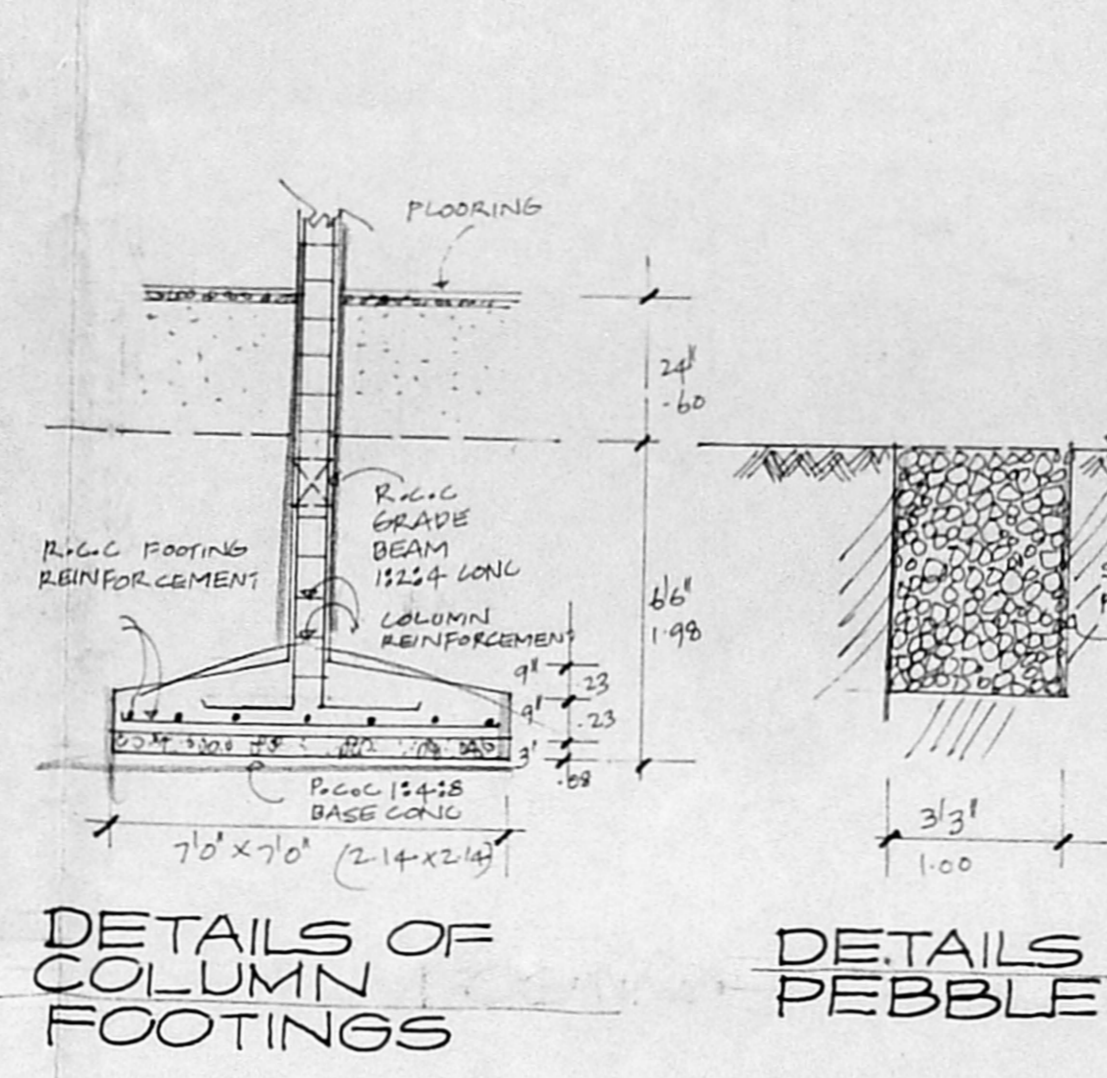 PLOORING
24"
.60
R.C.C
GRADE
BEAM
1:2:4 CONC
R.C.C FOOTING
REINFORCEMENT
COLUMN
REINFORCEMENT
6'6"
1.98
9"
.23
9"
.23
3"
.08
P.C.C 1:4:8
BASE CONC
7'0" X 7'0" (2.14 X 2.14)
3'3"
1.00
DETAILS OF
COLUMN
FOOTINGS
DETAILS
PEBBLE